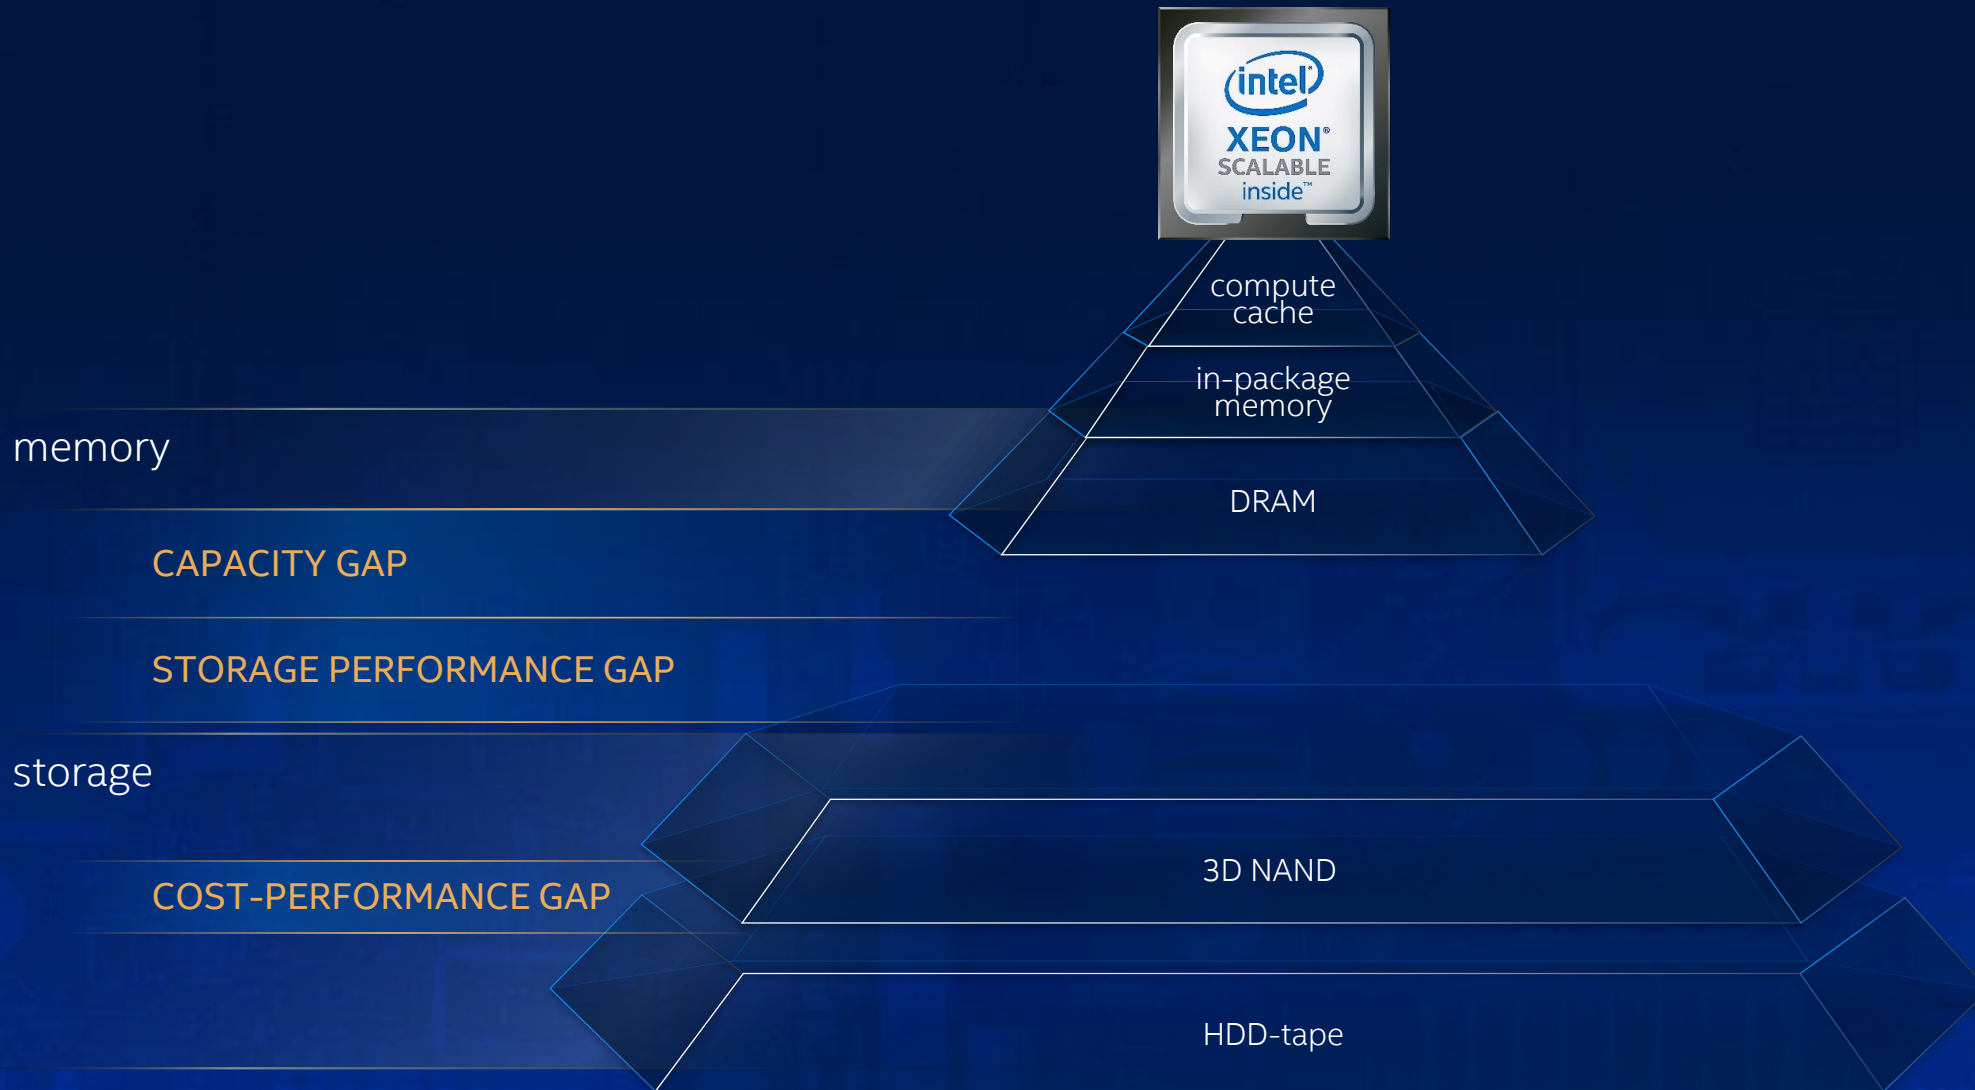 intel®
XEON®
SCALABLE
inside™
compute
cache
in-package
memory
memory
DRAM
CAPACITY GAP
STORAGE PERFORMANCE GAP
storage
3D NAND
COST-PERFORMANCE GAP
HDD-tape